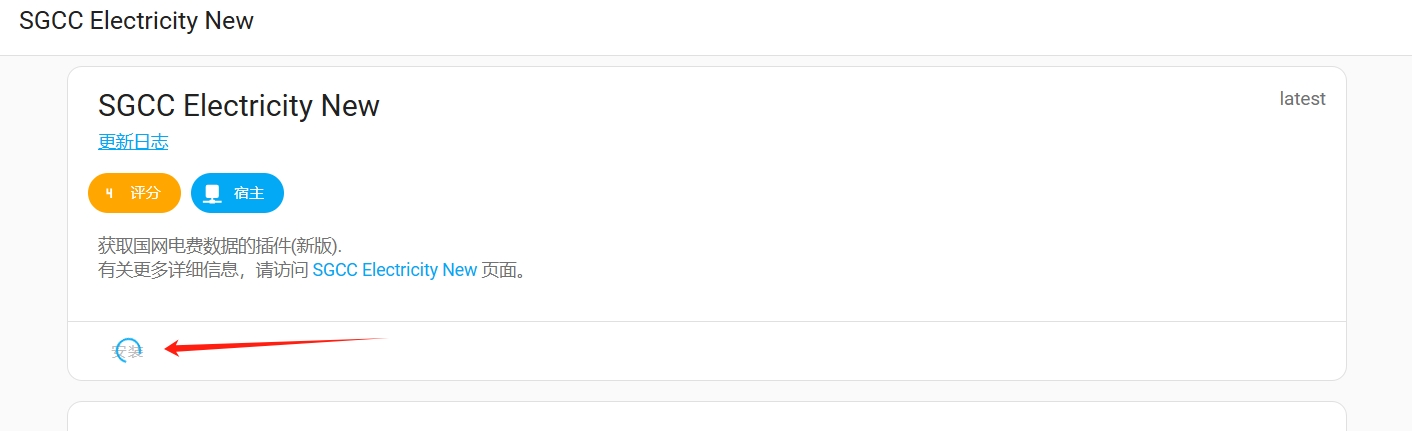 SGCC Electricity New
SGCC Electricity New
latest
更新日志
4 评分
宿主
获取国网电费数据的插件(新版).
有关更多详细信息，请访问 SGCC Electricity New 页面。
安装